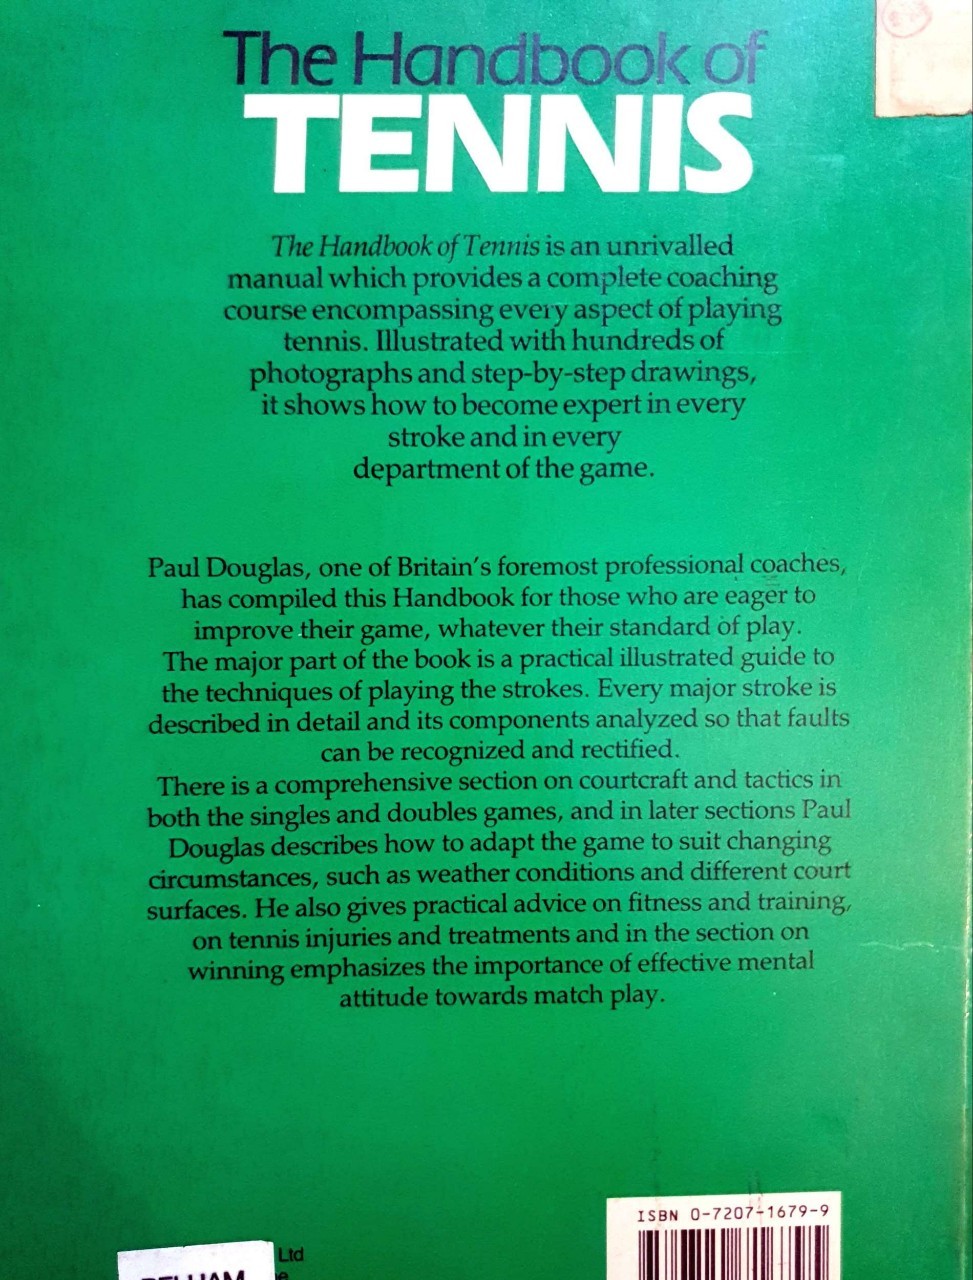 The Handbook of
TENNIS
The Handbook of Tennis is an unrivalled
manual which provides a complete coaching
course encompassing every aspect of playing
tennis. Illustrated with hundreds of
photographs and step-by-step drawings,
it shows how to become expert in every
stroke and in every
department of the game.
Paul Douglas, one of Britain's foremost professional coaches,
has compiled this Handbook for those who are eager to
improve their game, whatever their standard of play.
The major part of the book is a practical illustrated guide to
the techniques of playing the strokes. Every major stroke is
described in detail and its components analyzed so that faults
can be recognized and rectified.
There is a comprehensive section on courtcraft and tactics in
both the singles and doubles games, and in later sections Paul
Douglas describes how to adapt the game to suit changing
circumstances, such as weather conditions and different court
surfaces. He also gives practical advice on fitness and training,
on tennis injuries and treatments and in the section on
winning emphasizes the importance of effective mental
attitude towards match play.
ISBN 0-7207-1679-9
Ltd